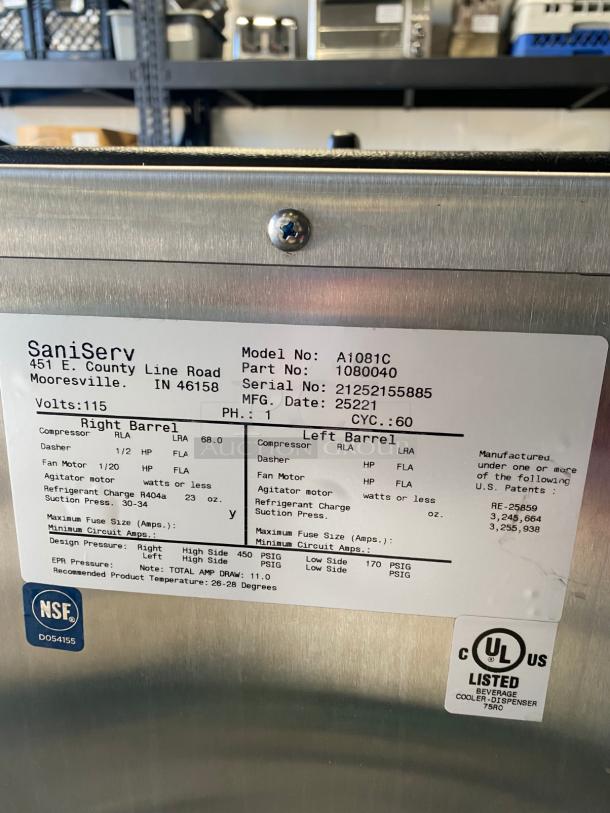 SaniServ
451 E. County Line Road
Mooresville. IN 46158
Model No: A1081C
Part No: 1080040
Serial No: 21252155885
MFG. Date: 25221
Volts:115 PH.: 1 CYC.:60
Right Barrel
Compressor RLA LRA 68.0
Dasher 1/2 HP FLA
Fan Motor 1/20 HP FLA
Agitator motor watts or less
Refrigerant Charge R404a 23 oz.
Suction Press. 30-34
y
Maximum Fuse Size (Amps.):
Minimum Circuit Amps.:
Left Barrel
Compressor RLA LRA
Dasher HP FLA
Fan Motor HP FLA
Agitator motor watts or less
Refrigerant Charge oz.
Suction Press.
Maximum Fuse Size (Amps.):
Minimum Circuit Amps.:
Manufactured
under one or more
of the following
U.S. Patents:
RE-25859
3,245,664
3,255,938
Design Pressure: Right High Side 450 PSIG Low Side 170 PSIG
Left High Side PSIG Low Side PSIG
EPR Pressure: Note: TOTAL AMP DRAW: 11.0
Recommended Product Temperature: 26-28 Degrees
NSF®
D054155
C UL® US
LISTED
BEVERAGE
COOLER-DISPENSER
75R0
AUCTION GROUP